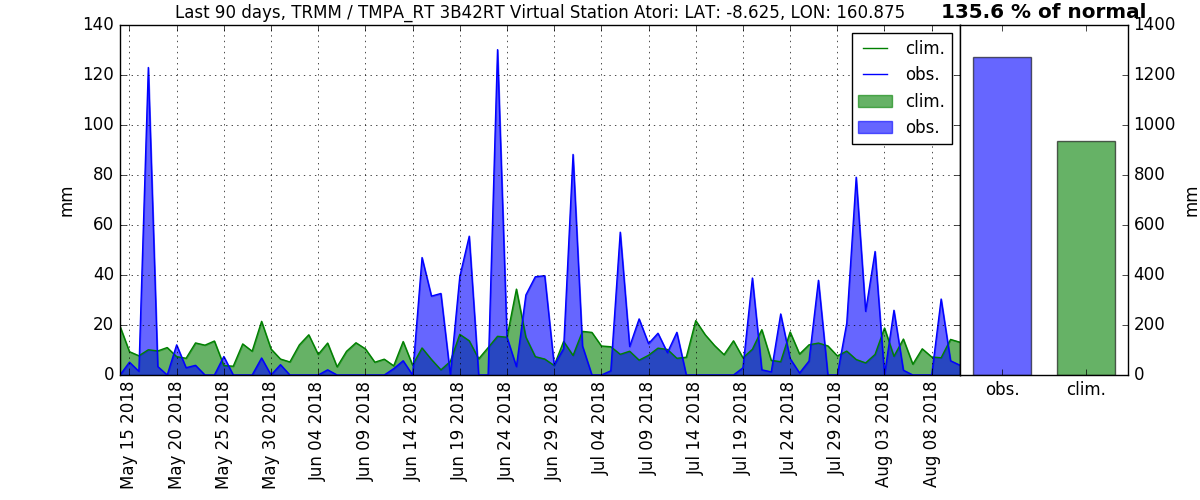 Last 90 days, TRMM / TMPA_RT 3B42RT Virtual Station Atori: LAT: -8.625, LON: 160.875
135.6 % of normal
140
120
100
80
60
40
20
0
mm
clim.
obs.
clim.
obs.
1400
1200
1000
800
600
400
200
0
mm
May 15 2018
May 20 2018
May 25 2018
May 30 2018
Jun 04 2018
Jun 09 2018
Jun 14 2018
Jun 19 2018
Jun 24 2018
Jun 29 2018
Jul 04 2018
Jul 09 2018
Jul 14 2018
Jul 19 2018
Jul 24 2018
Jul 29 2018
Aug 03 2018
Aug 08 2018
obs.
clim.